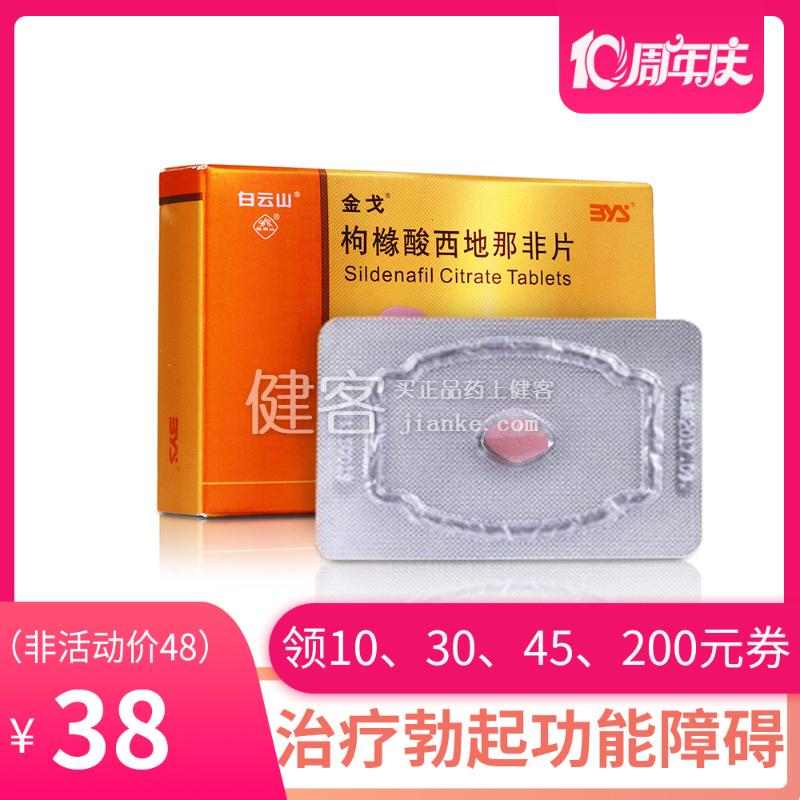 10周年庆
白云山®
金戈®
BYS
枸橼酸西地那非片
Sildenafil Citrate Tablets
健客
买正品药上健客
jianke.com
BYS
(非活动价48)
¥38
领10、30、45、200元券
治疗勃起功能障碍